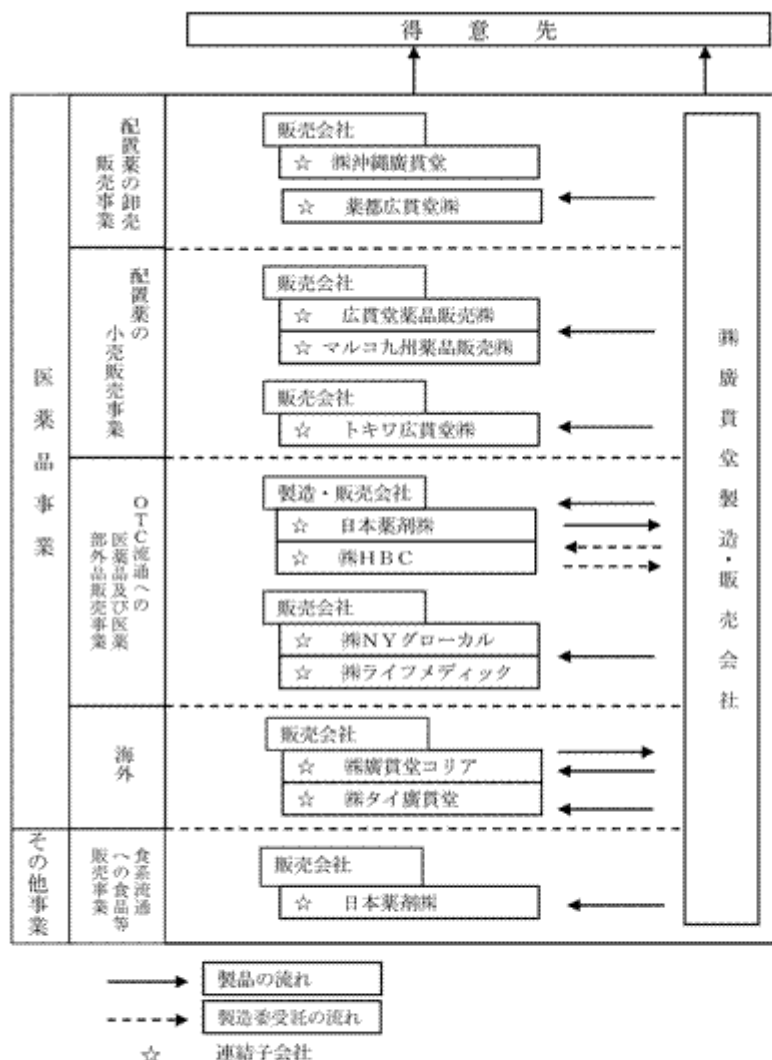 得意先
医薬品事業
配置薬の卸売
販売事業
販売会社
☆ ㈱沖縄廣貫堂
☆ 薬都広貫堂㈱
配置薬の
小売販売事業
販売会社
☆ 広貫堂薬品販売㈱
☆ マルコ九州薬品販売㈱
販売会社
☆ トキワ広貫堂㈱
OTC流通への
医薬品及び医薬
部外品販売事業
製造・販売会社
☆ 日本薬剤㈱
☆ ㈱HBC
販売会社
☆ ㈱NYグローカル
☆ ㈱ライフメディック
海外
販売会社
☆ ㈱廣貫堂コリア
☆ ㈱タイ廣貫堂
その他事業
食系流通
への食品等
販売事業
販売会社
☆ 日本薬剤㈱
㈱廣貫堂製造・販売会社
製品の流れ
製造委受託の流れ
☆ 連結子会社